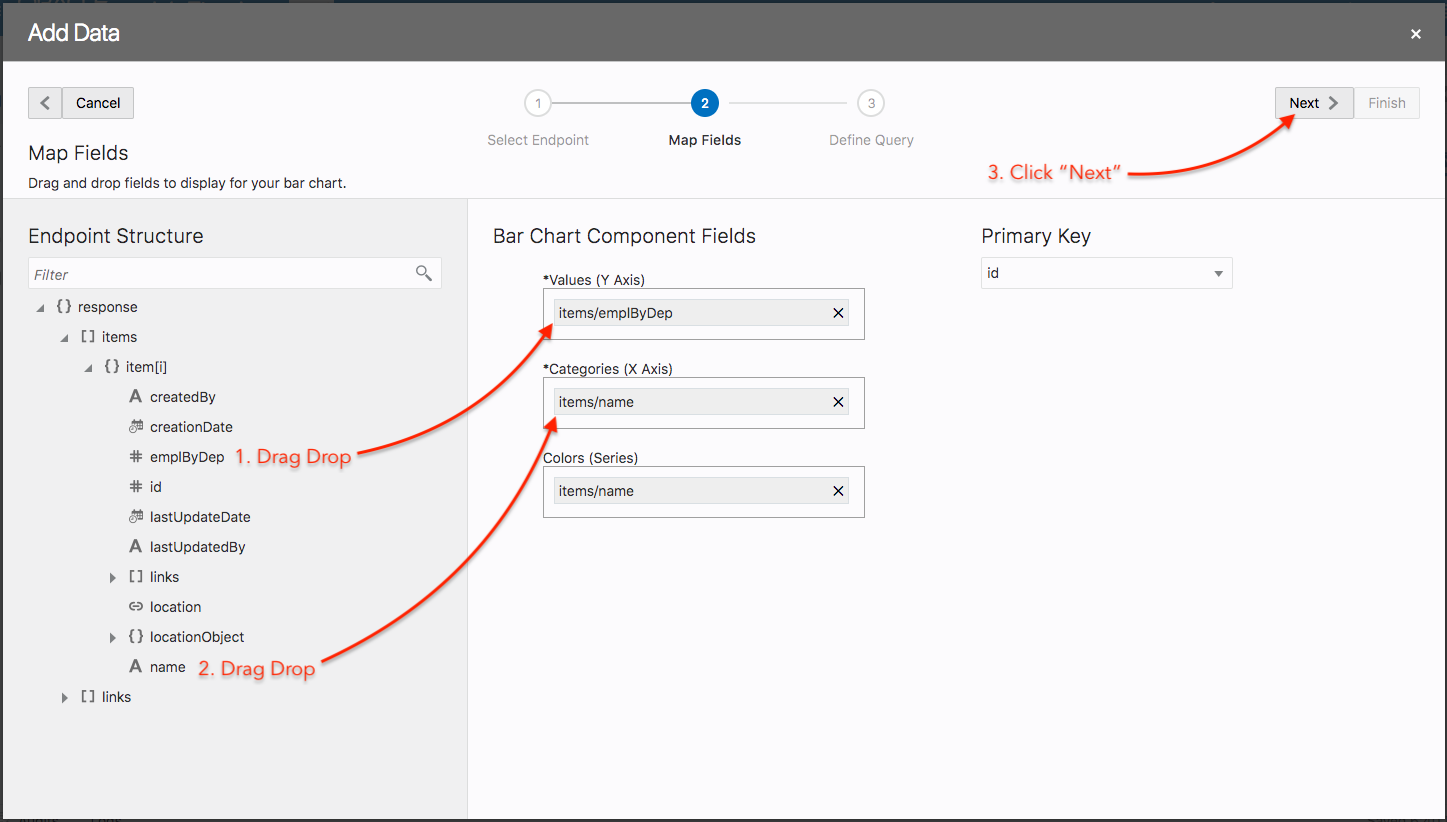 Add Data
×
Cancel
1
2
3
Next
Finish
Select Endpoint
Map Fields
Define Query
Map Fields
Drag and drop fields to display for your bar chart.
3. Click “Next”
Endpoint Structure
Filter
{} response
[] items
{} item[i]
A createdBy
creationDate
# emplByDep
1. Drag Drop
# id
lastUpdateDate
A lastUpdatedBy
[] links
location
{} locationObject
A name
2. Drag Drop
[] links
Bar Chart Component Fields
*Values (Y Axis)
items/emplByDep
*Categories (X Axis)
items/name
Colors (Series)
items/name
Primary Key
id